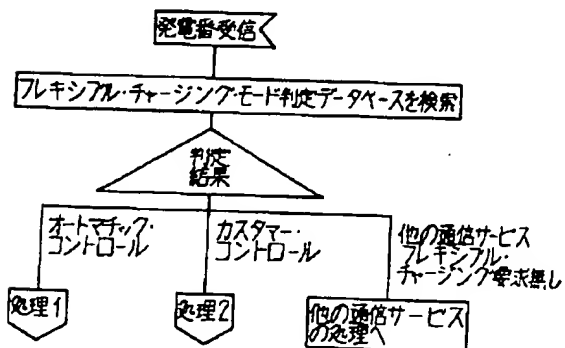 発電番受信
フレキシブル・チャージング・モード判定データベースを検索
判定
結果
オートマチック・
コントロール
カスタマー・
コントロール
他の通信サービス
フレキシブル・
チャージング要求無し
処理1
処理2
他の通信サービス
の処理へ